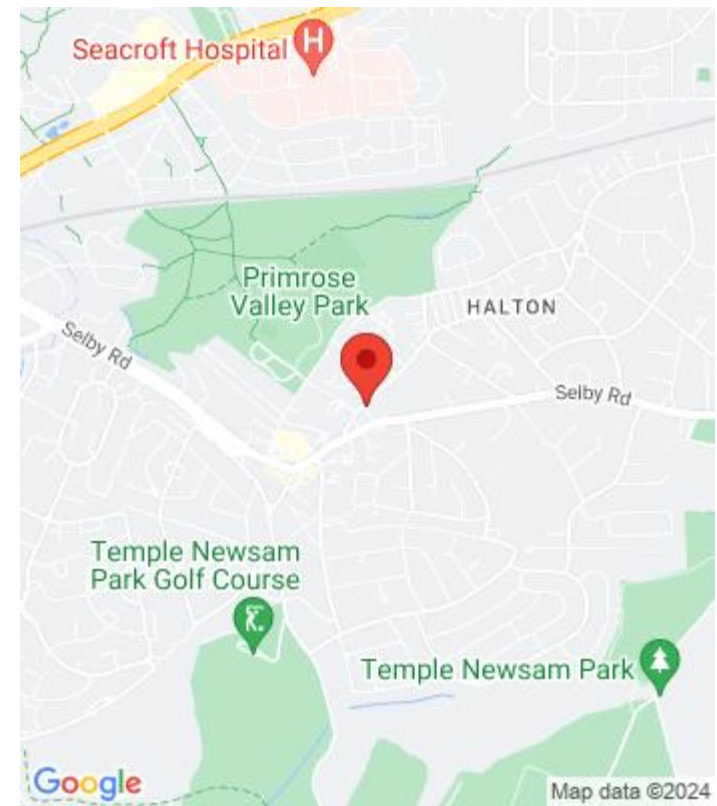 Seacroft Hospital
H
Primrose
Valley Park
HALTON
Selby Rd
Selby Rd
Temple Newsam
Park Golf Course
Temple Newsam Park
Google
Map data ©2024